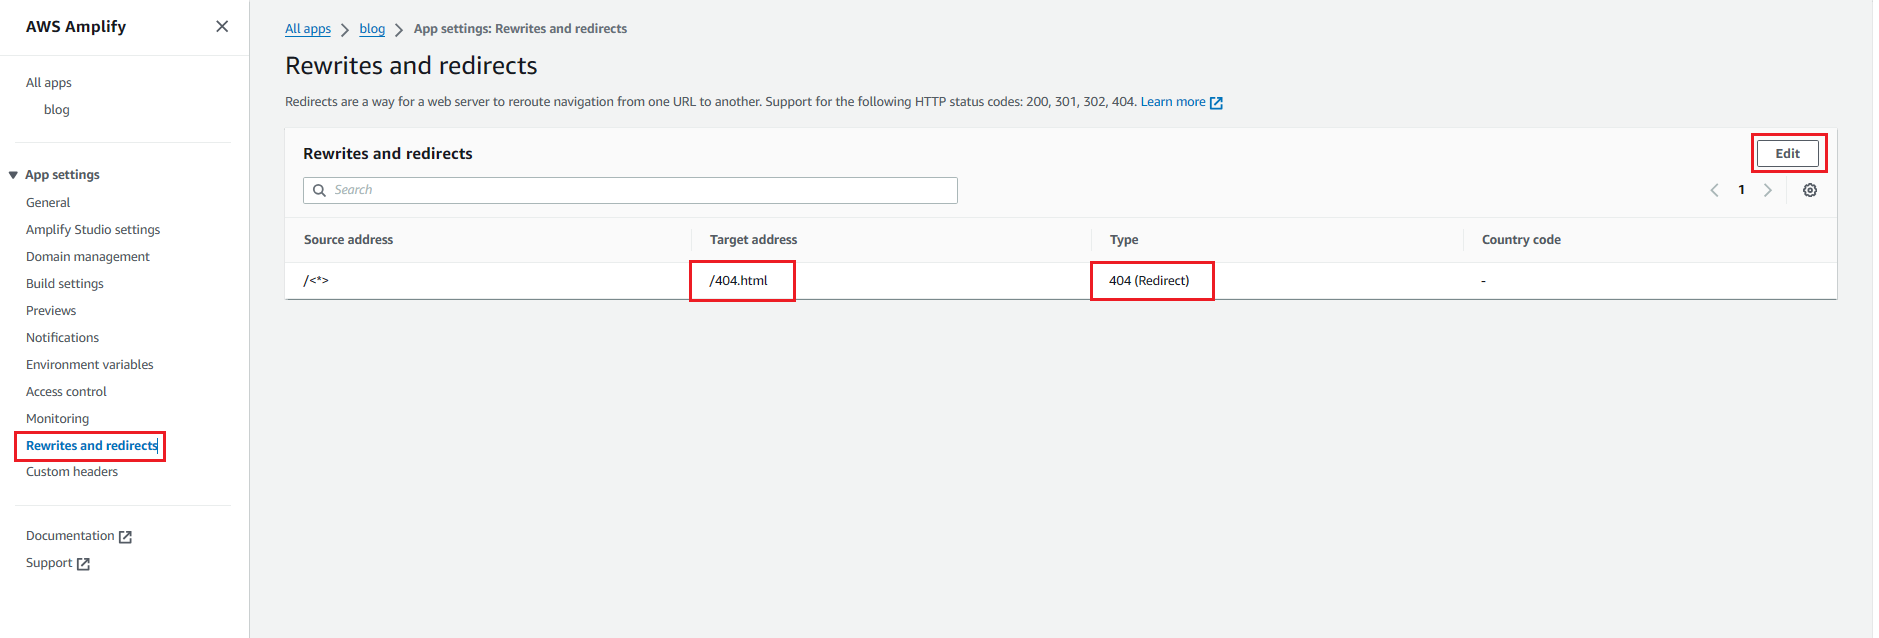 AWS Amplify
All apps
blog
App settings
General
Amplify Studio settings
Domain management
Build settings
Previews
Notifications
Environment variables
Access control
Monitoring
Rewrites and redirects
Custom headers
Documentation
Support
All apps > blog > App settings: Rewrites and redirects
Rewrites and redirects
Redirects are a way for a web server to reroute navigation from one URL to another. Support for the following HTTP status codes: 200, 301, 302, 404. Learn more
Rewrites and redirects
Edit
Search
1
Source address Target address Type Country code
/<*> /404.html 404 (Redirect) -